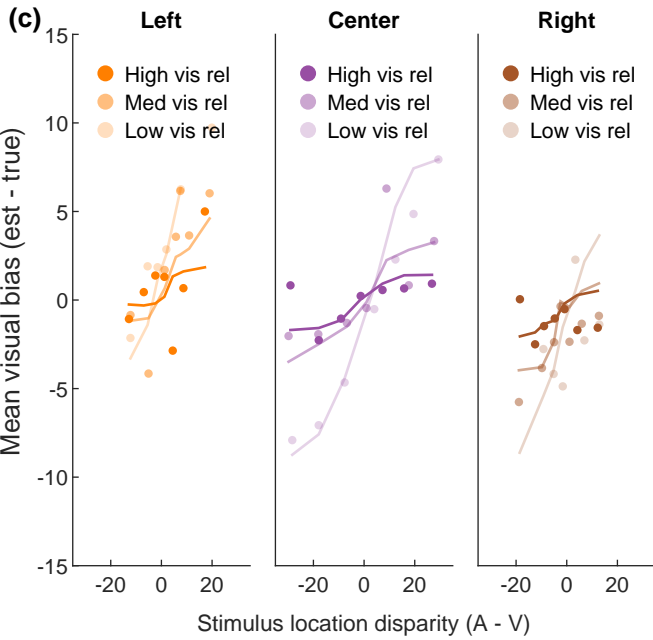 (c)
Left
Center
Right
15
10
5
0
-5
-10
-15
Mean visual bias (est - true)
High vis rel
Med vis rel
Low vis rel
High vis rel
Med vis rel
Low vis rel
High vis rel
Med vis rel
Low vis rel
-20
0
20
-20
0
20
-20
0
20
Stimulus location disparity (A - V)